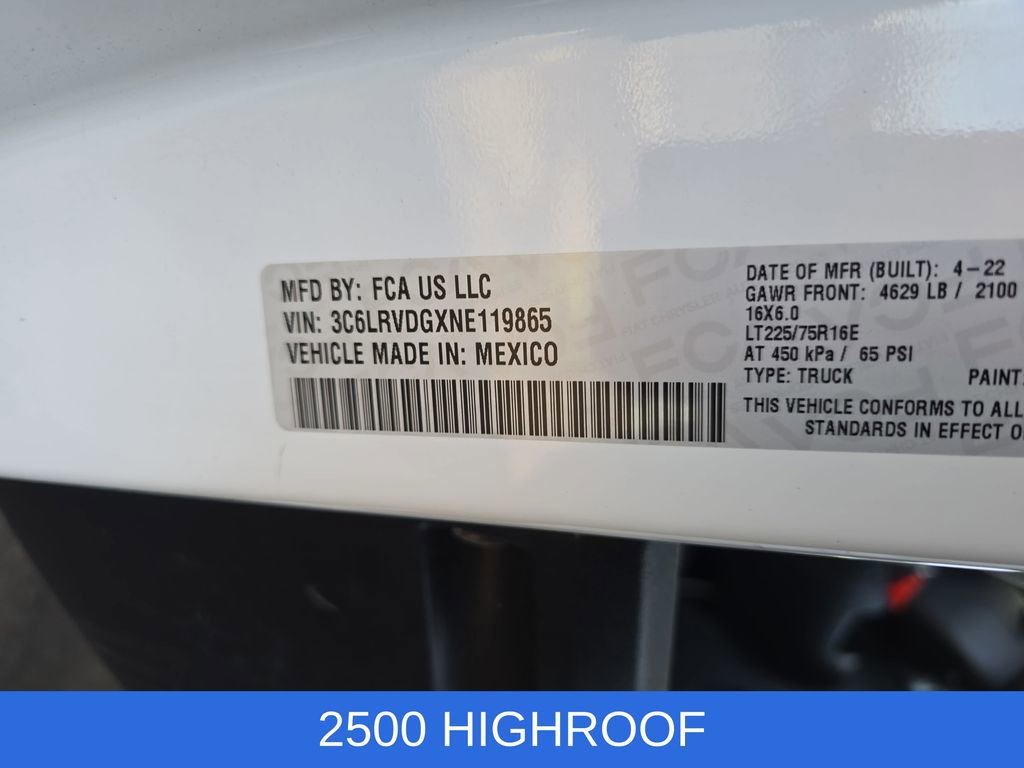 MFD BY: FCA US LLC
VIN: 3C6LRVDGXNE119865
VEHICLE MADE IN: MEXICO
DATE OF MFR (BUILT): 4-22
GAWR FRONT: 4629 LB / 2100
16X6.0
LT225/75R16E
AT 450 kPa / 65 PSI
TYPE: TRUCK PAINT:
THIS VEHICLE CONFORMS TO ALL
STANDARDS IN EFFECT
2500 HIGHROOF